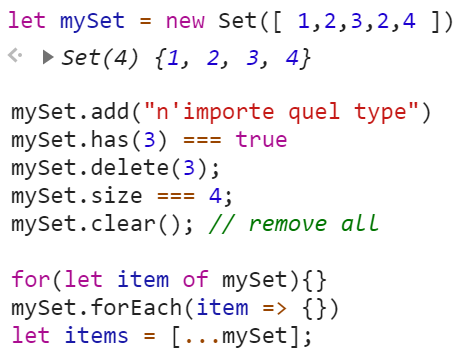 let mySet = new Set([ 1,2,3,2,4 ])
Set(4) {1, 2, 3, 4}
mySet.add("n'importe quel type")
mySet.has(3) === true
mySet.delete(3);
mySet.size === 4;
mySet.clear(); // remove all
for(let item of mySet){}
mySet.forEach(item => {})
let items = [...mySet];